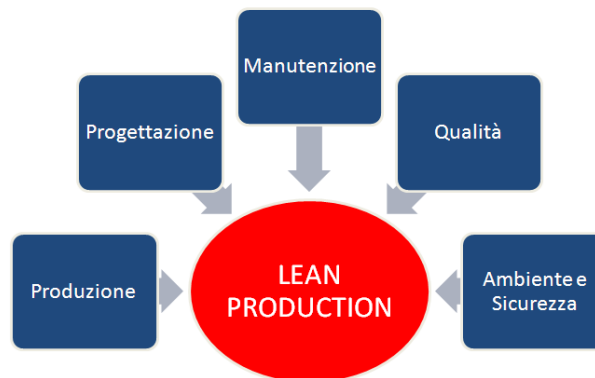 Manutenzione
Progettazione
Qualità
Produzione
LEAN
PRODUCTION
Ambiente e
Sicurezza